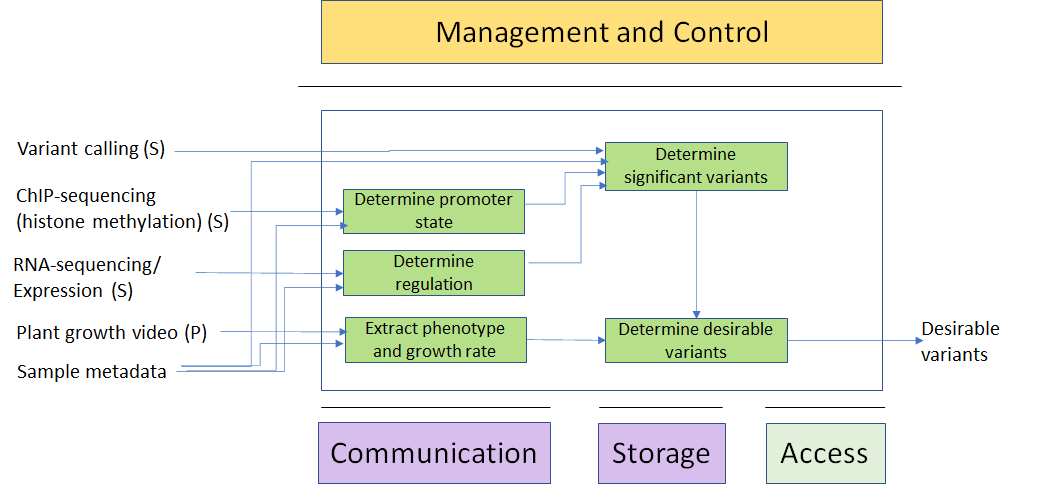 Management and Control
Variant calling (S)
ChIP-sequencing
(histone methylation) (S)
RNA-sequencing/
Expression (S)
Plant growth video (P)
Sample metadata
Determine promoter
state
Determine
regulation
Extract phenotype
and growth rate
Determine
significant variants
Determine desirable
variants
Desirable
variants
Communication
Storage
Access